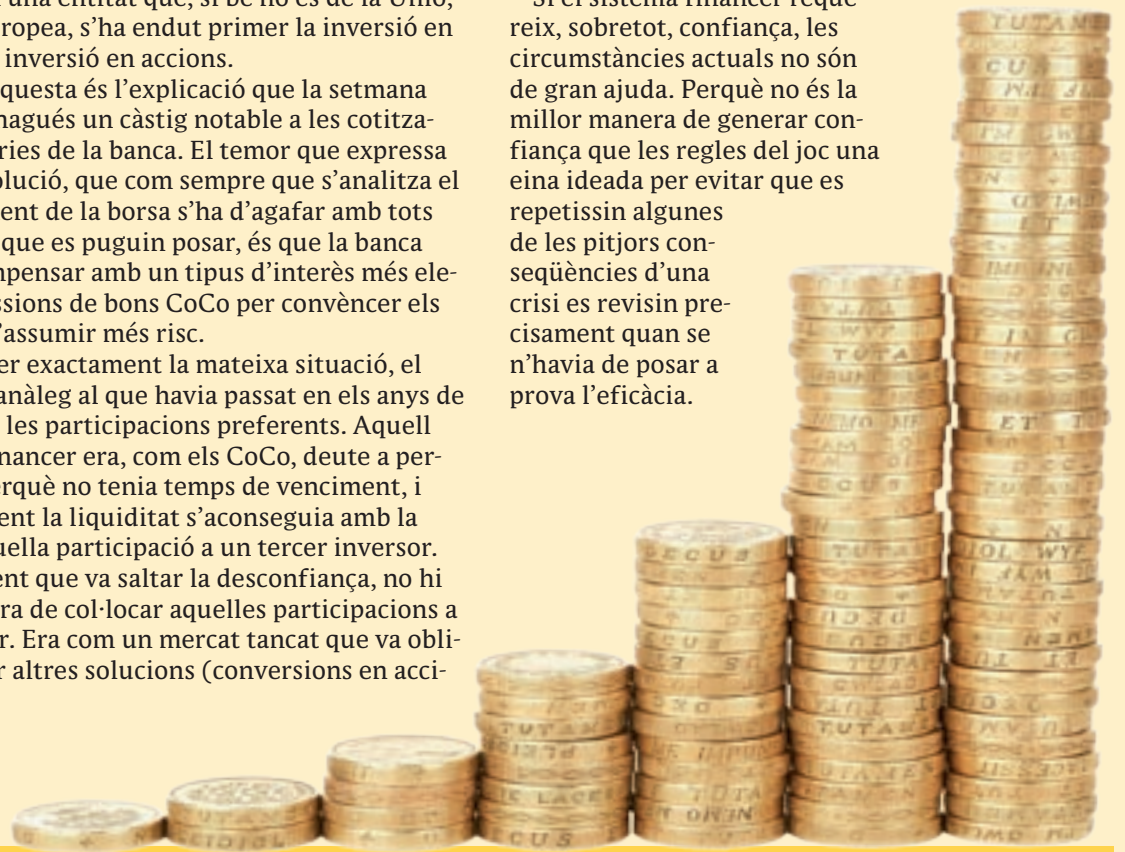 una entitat que, si bé no és de la Unió,
ropea, s’ha endut primer la inversió en
inversió en accions.
questa és l’explicació que la setmana
hagués un càstig notable a les cotitza-
ries de la banca. El temor que expressa
olució, que com sempre que s’analitza el
ent de la borsa s’ha d’agafar amb tots
que es puguin posar, és que la banca
mpensar amb un tipus d’interès més ele-
ssions de bons CoCo per convèncer els
’assumir més risc.
er exactament la mateixa situació, el
anàleg al que havia passat en els anys de
les participacions preferents. Aquell
nancer era, com els CoCo, deute a per-
erquè no tenia temps de venciment, i
ent la liquiditat s’aconseguia amb la
uella participació a un tercer inversor.
ent que va saltar la desconfiança, no hi
ra de col·locar aquelles participacions a
r. Era com un mercat tancat que va obli-
r altres solucions (conversions en acci-
Si el sistema financer reque-
reix, sobretot, confiança, les
circumstàncies actuals no són
de gran ajuda. Perquè no és la
millor manera de generar con-
fiança que les regles del joc una
eina ideada per evitar que es
repetissin algunes
de les pitjors con-
seqüències d’una
crisi es revisin pre-
cisament quan se
n’havia de posar a
prova l’eficàcia.
DECUS
TUTA
ET
CUS